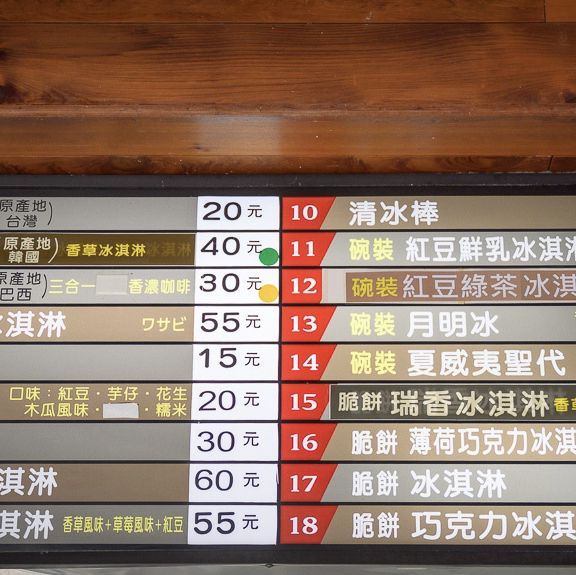 原產地
台灣) 20元
(原產地
韓國) 香草冰淇淋 40元
原產地)
巴西 三合一 香濃咖啡 30元
冰淇淋 ワサビ 55元
15元
口味：紅豆·芋仔·花生
木瓜風味· ·糯米 20元
30元
淇淋 60元
淇淋 香草風味+草莓風味+紅豆 55元
10 清冰棒
11 碗裝 紅豆鮮乳冰淇淋
12 碗裝 紅豆綠茶冰淇
13 碗裝 月明冰
14 碗裝 夏威夷聖代
15 脆餅 瑞香冰淇淋 香草
16 脆餅 薄荷巧克力冰淇
17 脆餅 冰淇淋
18 脆餅 巧克力冰淇